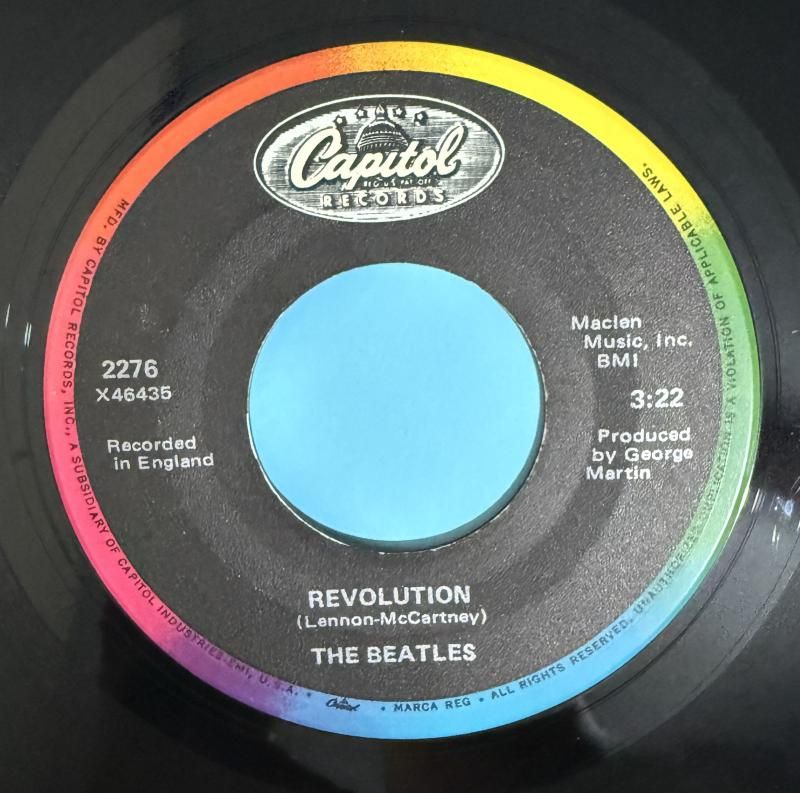 Capitol
REG. U.S. PAT. OFF.
RECORDS
2276
X46435
Recorded
in England
Maclen
Music, Inc.
BMI
3:22
Produced
by George
Martin
REVOLUTION
(Lennon-McCartney)
THE BEATLES
MFD. BY CAPITOL RECORDS, INC., A SUBSIDIARY OF CAPITOL INDUSTRIES-EMI, U.S.A. • Capitol • MARCA REG • ALL RIGHTS RESERVED. UNAUTHORIZED DUPLICATION IS A VIOLATION OF APPLICABLE LAWS.